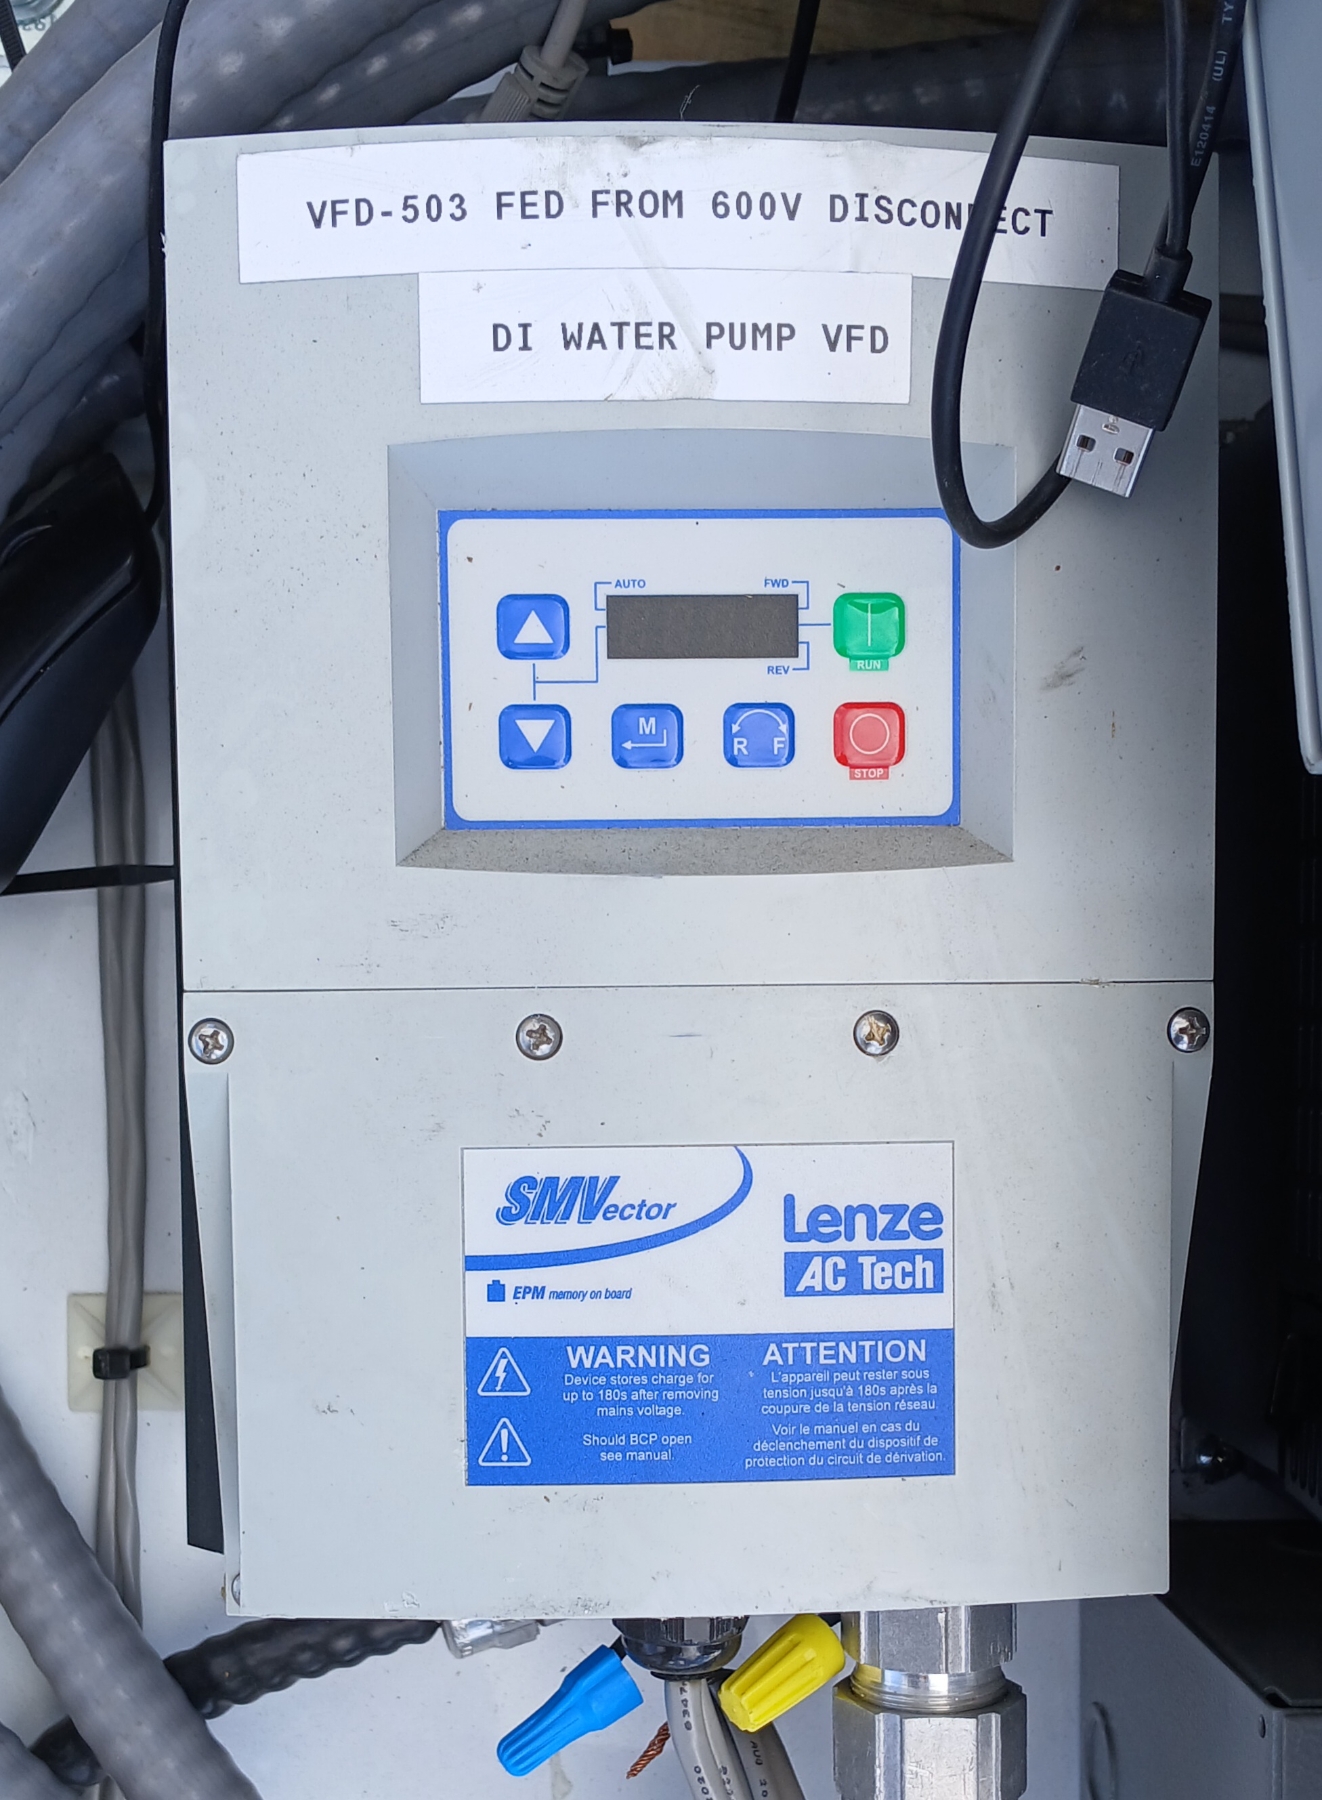 E120414 (UL) TY
VFD-503 FED FROM 600V DISCONNECT
DI WATER PUMP VFD
AUTO
FWD
REV
RUN
M
R F
STOP
SMVector
Lenze
AC Tech
EPM memory on board
WARNING
Device stores charge for
up to 180s after removing
mains voltage.
Should BCP open
see manual.
ATTENTION
L'appareil peut rester sous
tension jusqu'à 180s après la
coupure de la tension réseau.
Voir le manuel en cas du
déclenchement du dispositif de
protection du circuit de dérivation.